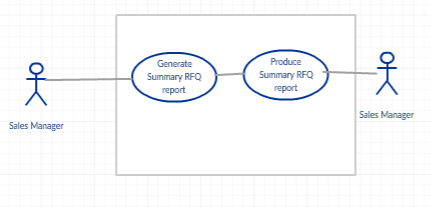 Generate
Summary RFQ
report
Produce
Summary RFQ
report
Sales Manager
Sales Manager